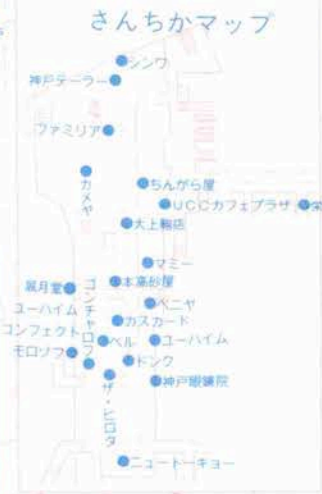 さんちかマップ
シンワ
神戸テーラー
ファミリア
カメヤ
ちんがら屋
UCCカフェプラザ
栄
大上鞄店
マミー
風月堂
本高砂屋
ゴンチャロフ
ユーハイム
コンフェクト
ベニヤ
カスカード
ベル
ユーハイム
モロゾフ
ドンク
神戸眼鏡院
ザ・ヒロタ
ニュートーキョー